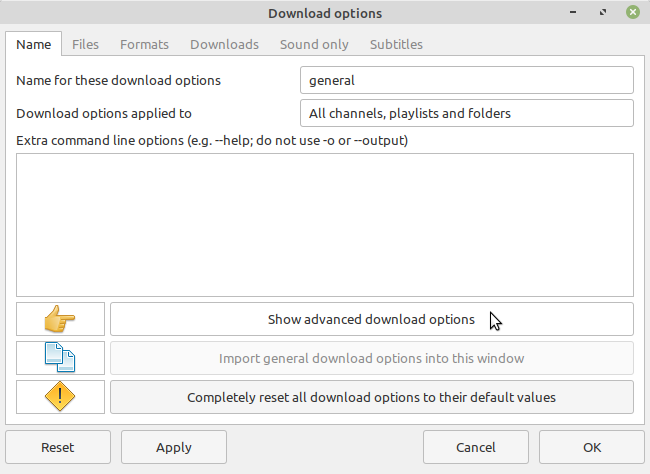 Download options
Name Files Formats Downloads Sound only Subtitles
Name for these download options general
Download options applied to All channels, playlists and folders
Extra command line options (e.g. --help; do not use -o or --output)
Show advanced download options
Import general download options into this window
Completely reset all download options to their default values
Reset Apply Cancel OK